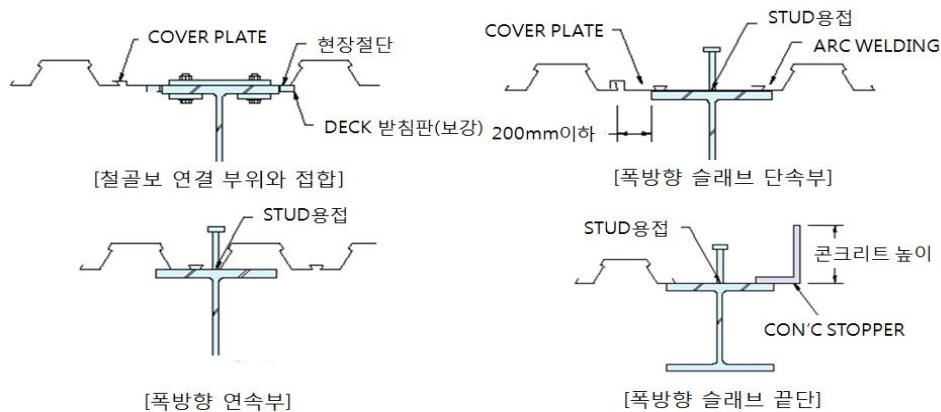 COVER PLATE
현장절단
DECK 받침판(보강)
[철골보 연결 부위와 접합]
STUD용접
COVER PLATE
ARC WELDING
200mm이하
[폭방향 슬래브 단속부]
STUD용접
[폭방향 연속부]
STUD용접
콘크리트 높이
CON'C STOPPER
[폭방향 슬래브 끝단]